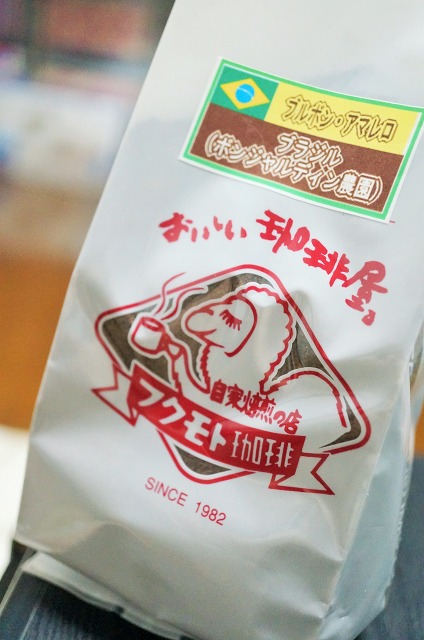 ブルボン・アマレロ
ブラジル
(ボンジャルディン農園)
おいしい珈琲屋。
自家焙煎の店
フクモト珈琲
SINCE 1982